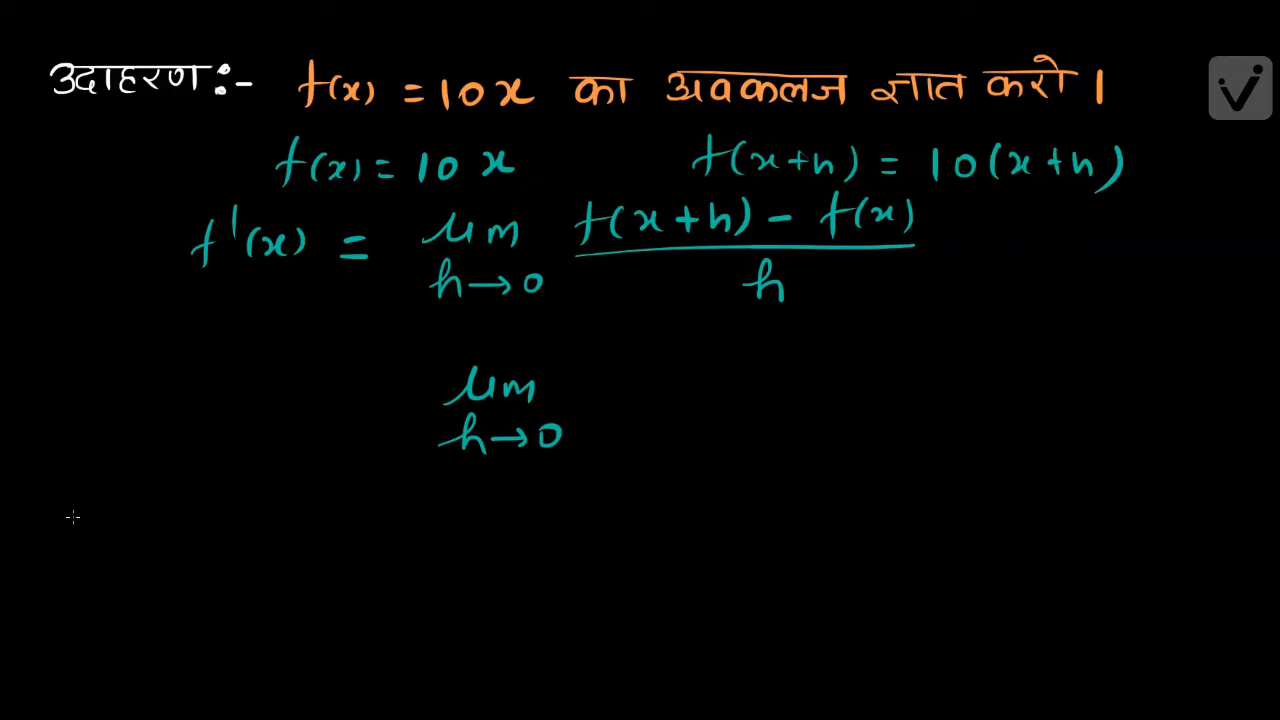 उदाहरण :- f(x) = 10x का अवकलज ज्ञात करो ।
f(x) = 10x f(x+h) = 10(x+h)
f'(x) = lim f(x+h) - f(x)
h→0 h
lim
h→0